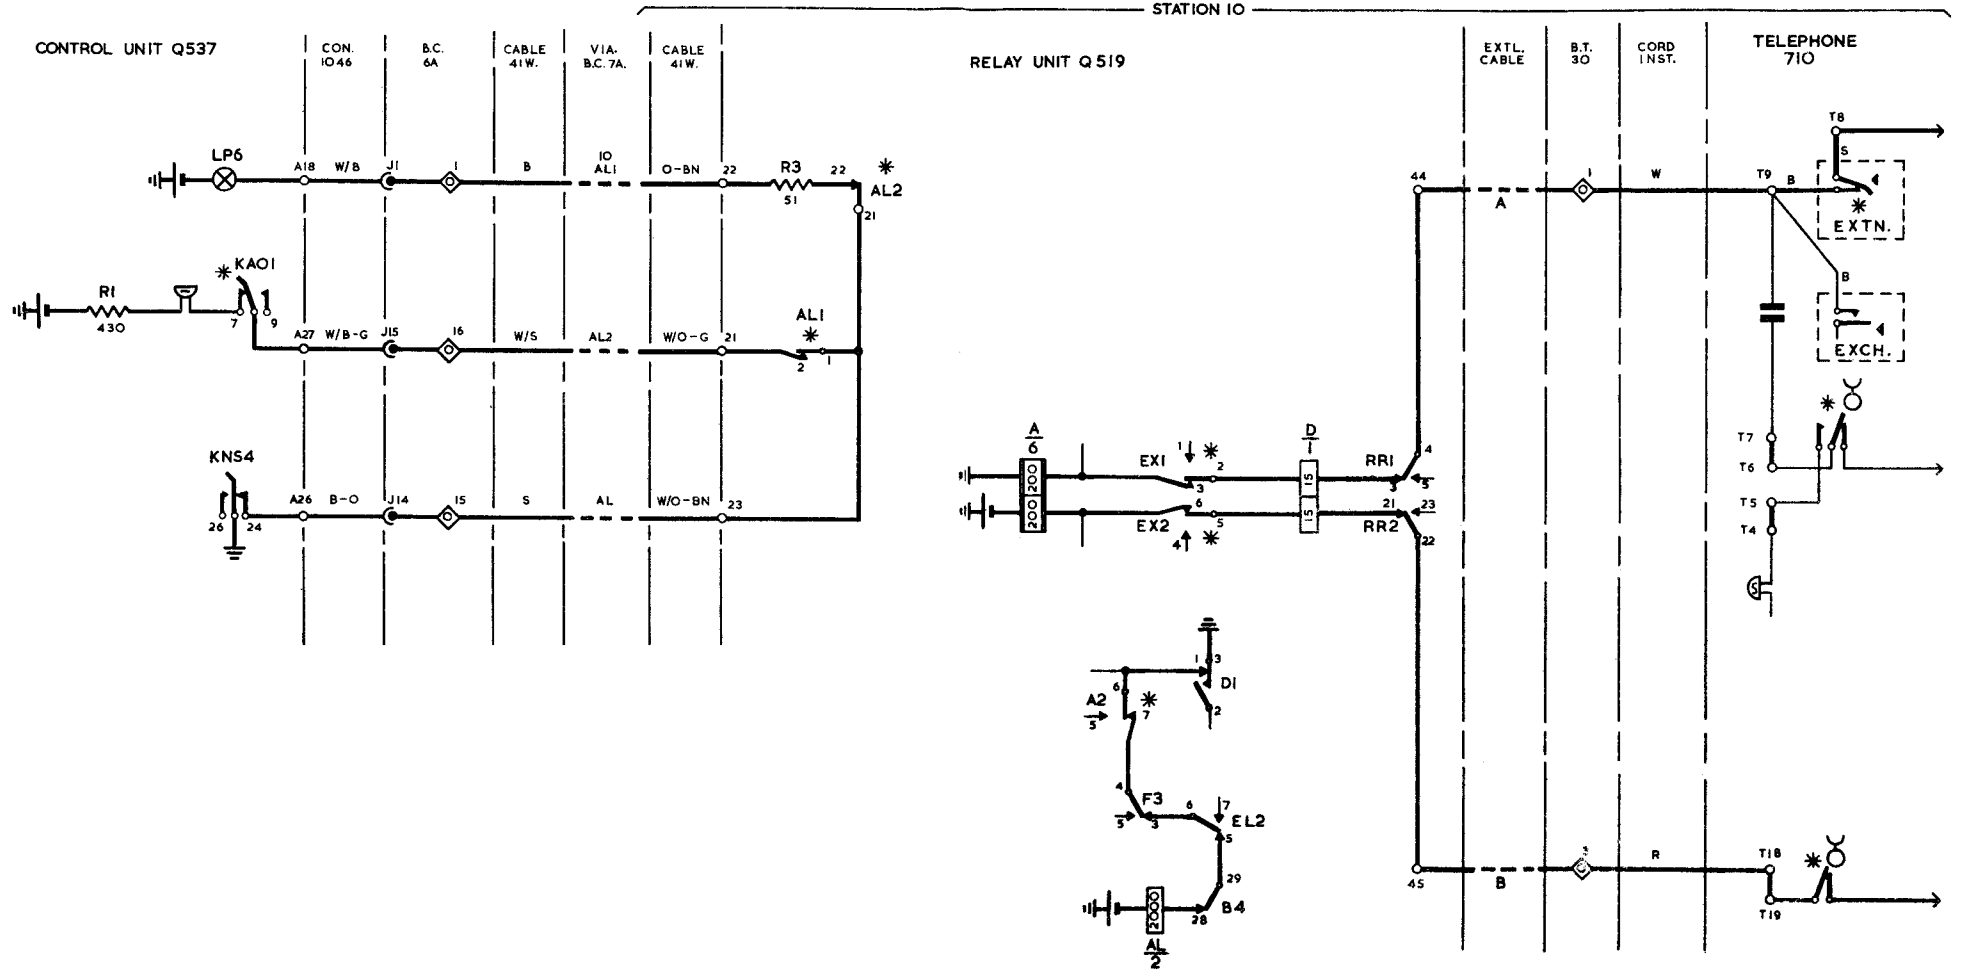 STATION 10
CONTROL UNIT Q537
CON.
1046
B.C.
6A
CABLE
41W.
VIA.
B.C. 7A.
CABLE
41W.
RELAY UNIT Q519
EXTL.
CABLE
B.T.
30
CORD
INST.
TELEPHONE
710
LP6
A18
W/B
J1
1
B
10
AL1
O-BN
22
R3
51
22
AL2
21
R1
430
KAO1
7
9
A27
W/B-G
J15
16
W/S
AL2
W/O-G
21
AL1
2
1
KNS4
26
24
A26
B-O
J14
15
S
AL
W/O-BN
23
A
6
200
200
EX1
1
2
3
EX2
6
5
4
D
1
15
15
RR1
4
3
5
21
23
RR2
22
44
A
1
W
T9
B
T8
S
EXTN.
B
EXCH.
T7
T6
T5
T4
S
1
3
D1
2
6
A2
5
7
4
F3
5
3
6
7
EL2
5
29
28
B4
2000
AL
2
45
B
R
T18
T19